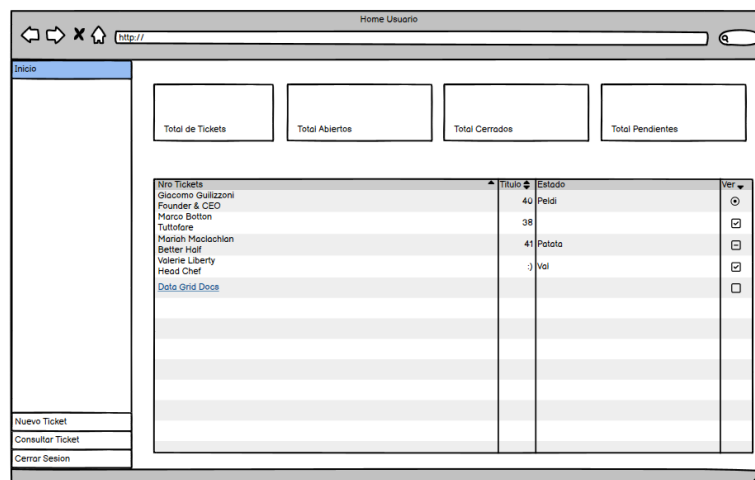 Home Usuario
http://
Inicio
Total de Tickets
Total Abiertos
Total Cerrados
Total Pendientes
Nro Tickets Titulo Estado Ver
Giacomo Guilizzoni
Founder & CEO
40 Peldi
Marco Botton
Tuttofare
38
Mariah Maclachlan
Better Half
41 Patata
Valerie Liberty
Head Chef
:) Val
Data Grid Docs
Nuevo Ticket
Consultar Ticket
Cerrar Sesion